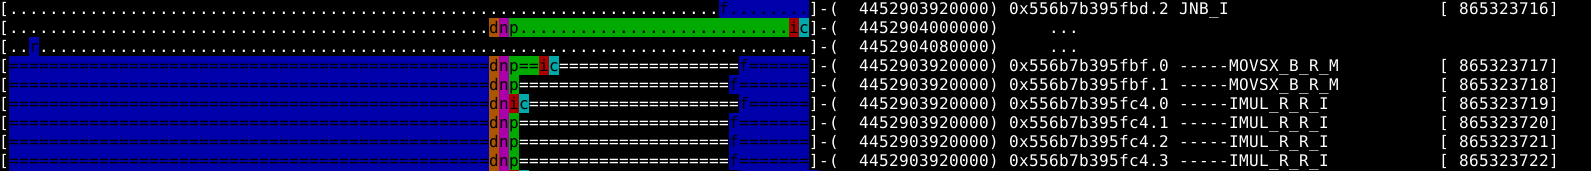 [.......................................................................f........]-( 4452903920000) 0x556b7b395fbd.2 JNB_I [ 865323716]
[................................................dnp...........................ic]-( 4452904000000) ...
[..r.............................................................................]-( 4452904080000) ...
[================================================dnp==ic==================f======]-( 4452903920000) 0x556b7b395fbf.0 -----MOVSX_B_R_M [ 865323717]
[================================================dnp=====================f=======]-( 4452903920000) 0x556b7b395fbf.1 -----MOVSX_B_R_M [ 865323718]
[================================================dnic=====================f======]-( 4452903920000) 0x556b7b395fc4.0 -----IMUL_R_R_I [ 865323719]
[================================================dnp=====================f=======]-( 4452903920000) 0x556b7b395fc4.1 -----IMUL_R_R_I [ 865323720]
[================================================dnp=====================f=======]-( 4452903920000) 0x556b7b395fc4.2 -----IMUL_R_R_I [ 865323721]
[================================================dnp=====================f=======]-( 4452903920000) 0x556b7b395fc4.3 -----IMUL_R_R_I [ 865323722]